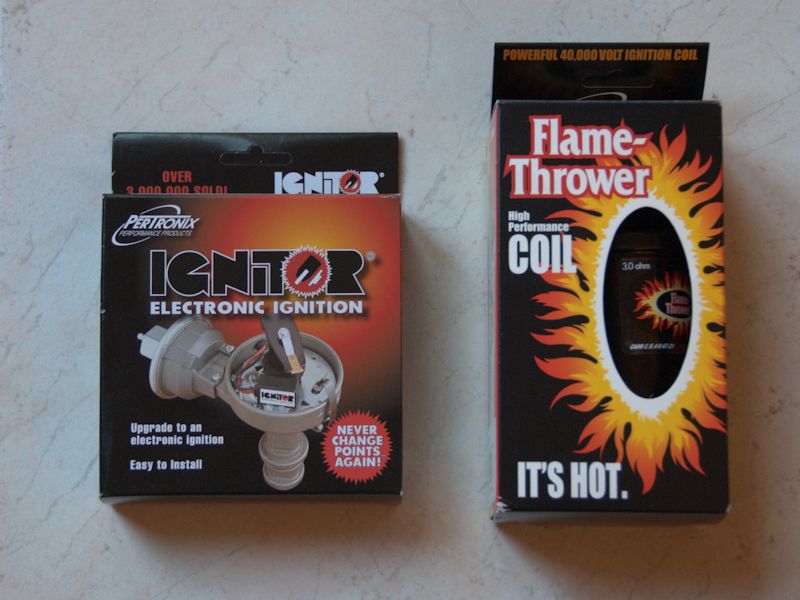 OVER
3,000,000 SOLD!
IGNITOR
PERTRONIX
PERFORMANCE PRODUCTS
IGNITOR®
ELECTRONIC IGNITION
IGNITOR
Upgrade to an
electronic ignition
Easy to Install
NEVER
CHANGE
POINTS
AGAIN!
POWERFUL 40,000 VOLT IGNITION COIL
Flame-
Thrower
High
Performance
COIL
3.0 ohm
Flame-
Thrower
IT'S HOT.